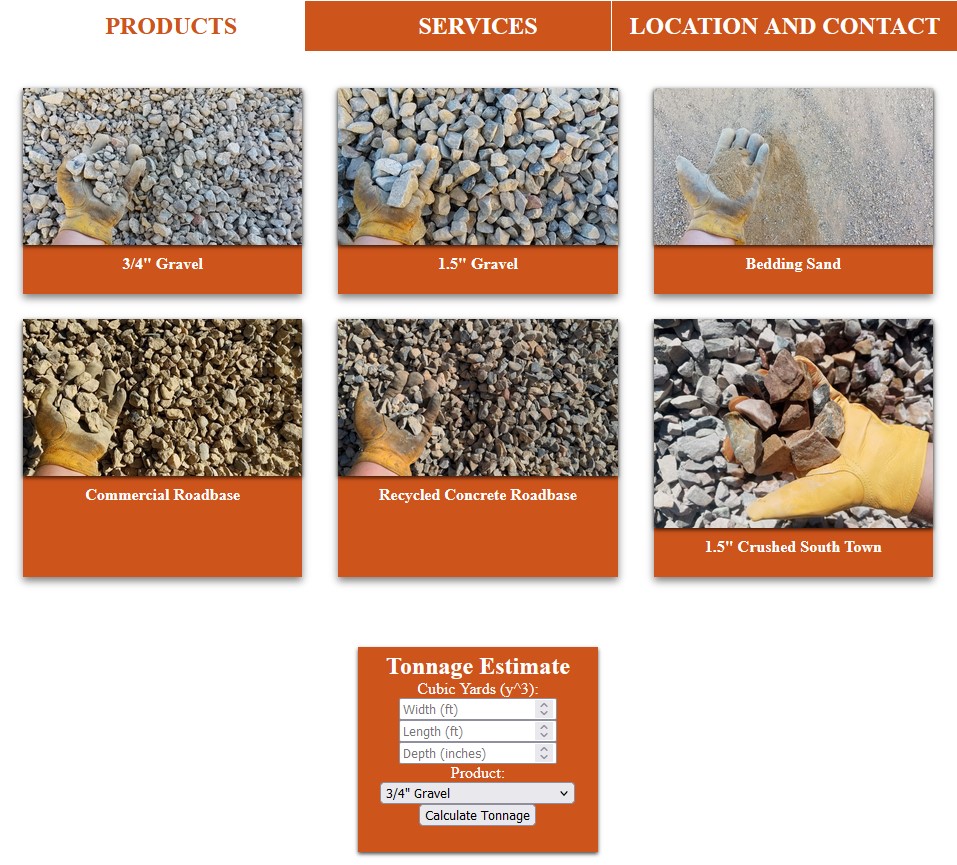 PRODUCTS SERVICES LOCATION AND CONTACT
3/4" Gravel 1.5" Gravel Bedding Sand
Commercial Roadbase Recycled Concrete Roadbase
1.5" Crushed South Town
Tonnage Estimate
Cubic Yards (y^3):
Width (ft)
Length (ft)
Depth (inches)
Product:
3/4" Gravel
Calculate Tonnage